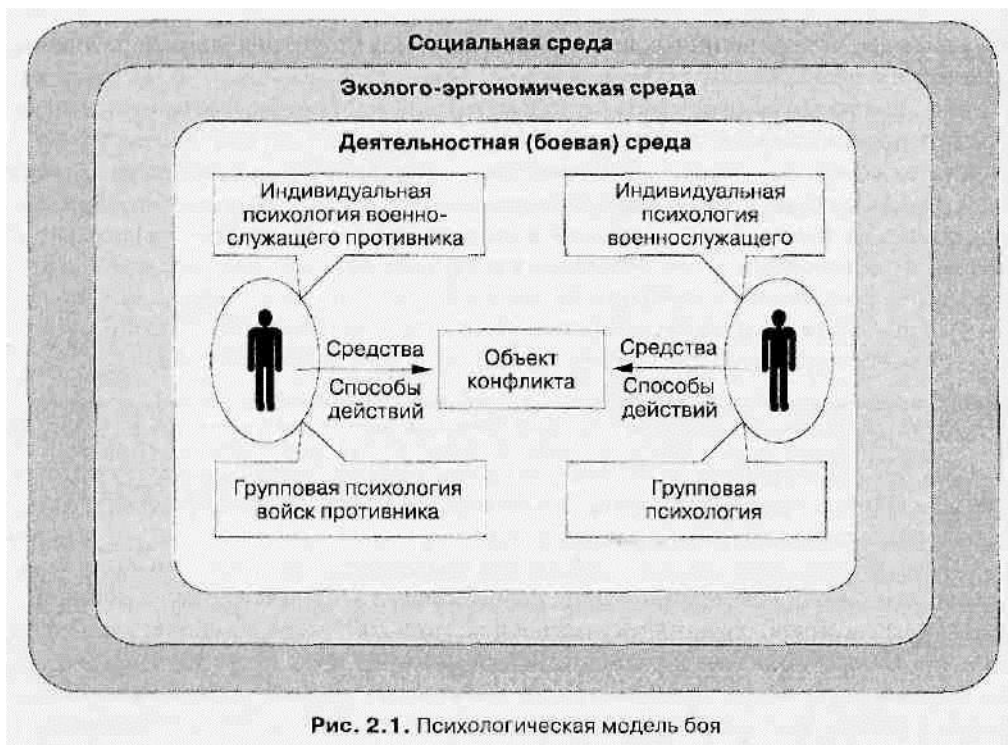 Социальная среда
Эколого-эргономическая среда
Деятельностная (боевая) среда
Индивидуальная
психология военно-
служащего противника
Индивидуальная
психология
военнослужащего
Средства
Способы
действий
Объект
конфликта
Средства
Способы
действий
Групповая психология
войск противника
Групповая
психология
Рис. 2.1. Психологическая модель боя